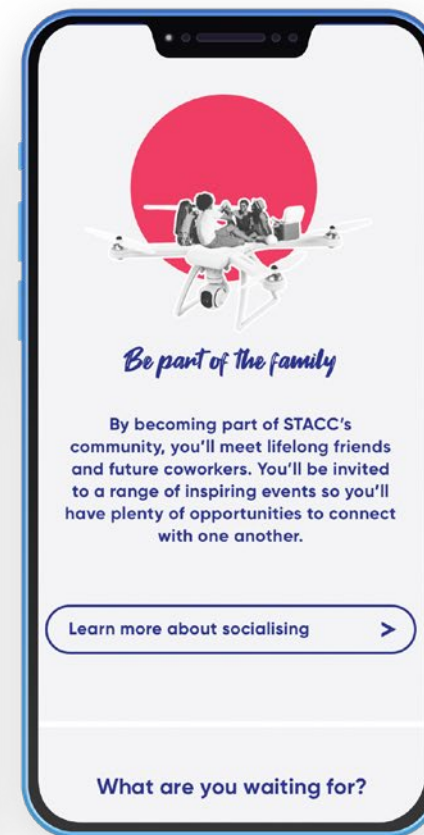 Be part of the family
By becoming part of STACC's
community, you'll meet lifelong friends
and future coworkers. You'll be invited
to a range of inspiring events so you'll
have plenty of opportunities to connect
with one another.
Learn more about socialising >
What are you waiting for?